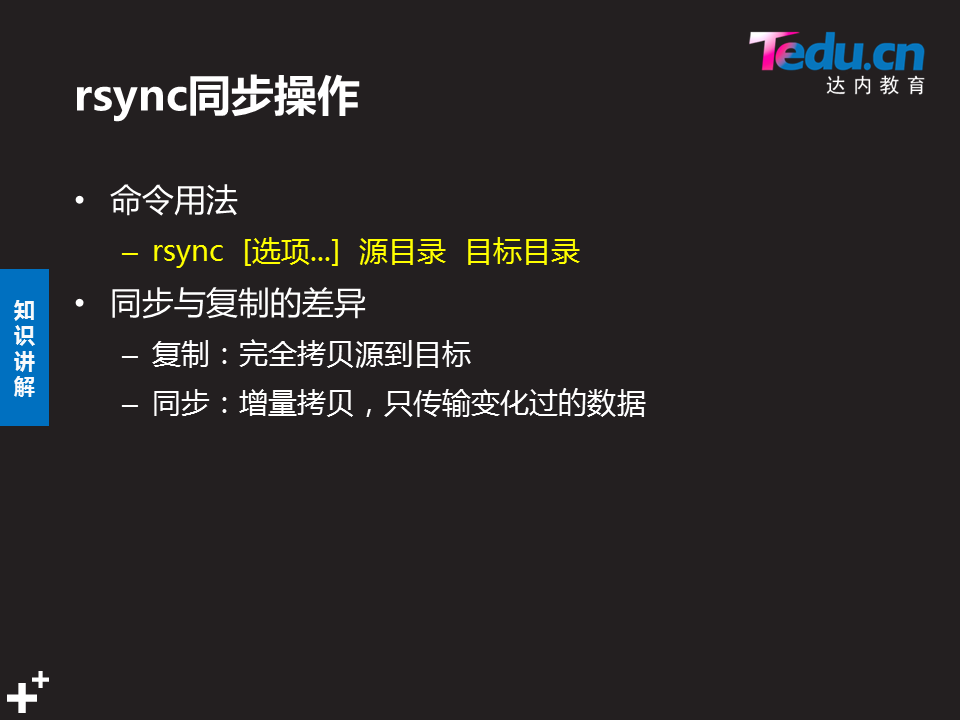 Tedu.cn
达内教育
rsync同步操作
• 命令用法
– rsync [选项...] 源目录 目标目录
• 同步与复制的差异
– 复制：完全拷贝源到目标
– 同步：增量拷贝，只传输变化过的数据
知
识
讲
解